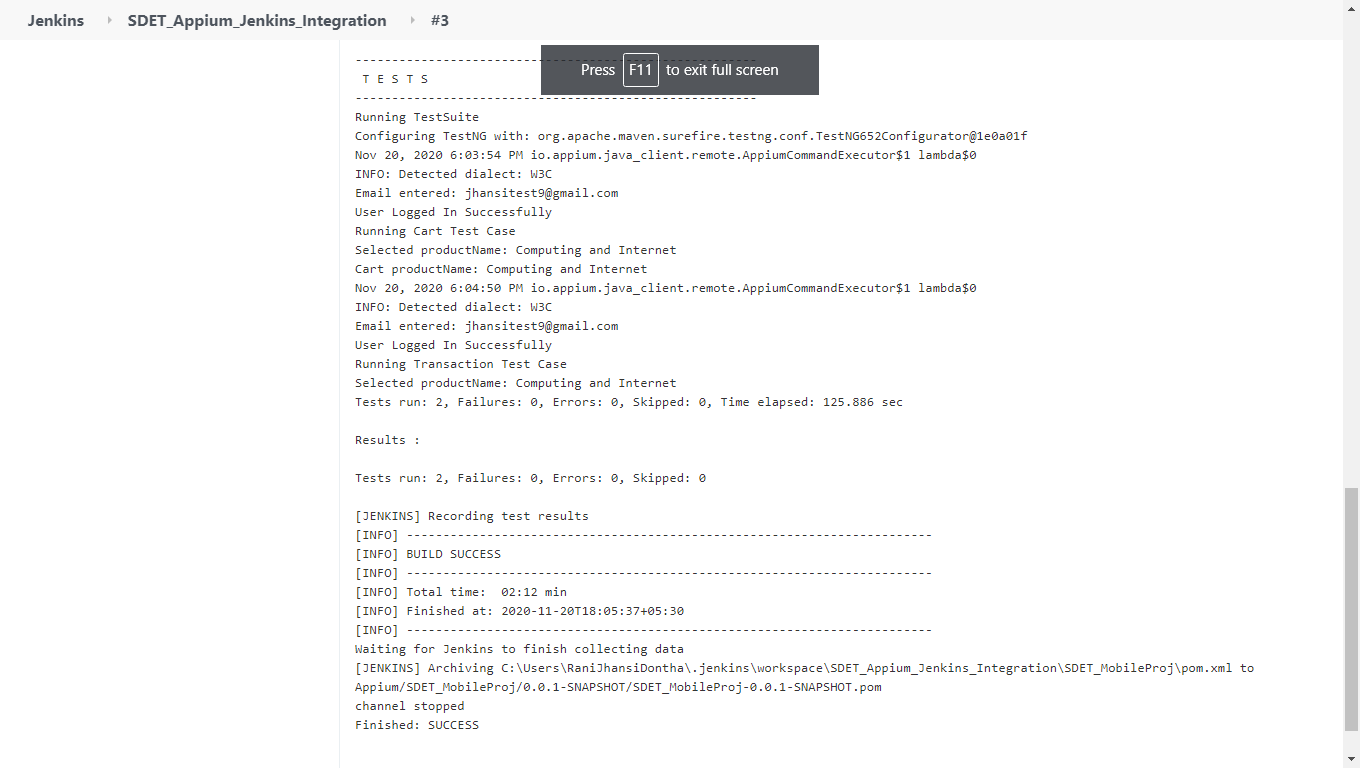 Jenkins SDET_Appium_Jenkins_Integration #3
Press F11 to exit full screen
-------------------------------------------------------
T E S T S
-------------------------------------------------------
Running TestSuite
Configuring TestNG with: org.apache.maven.surefire.testng.conf.TestNG652Configurator@1e0a01f
Nov 20, 2020 6:03:54 PM io.appium.java_client.remote.AppiumCommandExecutor$1 lambda$0
INFO: Detected dialect: W3C
Email entered: jhansitest9@gmail.com
User Logged In Successfully
Running Cart Test Case
Selected productName: Computing and Internet
Cart productName: Computing and Internet
Nov 20, 2020 6:04:50 PM io.appium.java_client.remote.AppiumCommandExecutor$1 lambda$0
INFO: Detected dialect: W3C
Email entered: jhansitest9@gmail.com
User Logged In Successfully
Running Transaction Test Case
Selected productName: Computing and Internet
Tests run: 2, Failures: 0, Errors: 0, Skipped: 0, Time elapsed: 125.886 sec
Results :
Tests run: 2, Failures: 0, Errors: 0, Skipped: 0
[JENKINS] Recording test results
[INFO] ------------------------------------------------------------------------
[INFO] BUILD SUCCESS
[INFO] ------------------------------------------------------------------------
[INFO] Total time:  02:12 min
[INFO] Finished at: 2020-11-20T18:05:37+05:30
[INFO] ------------------------------------------------------------------------
Waiting for Jenkins to finish collecting data
[JENKINS] Archiving C:\Users\RaniJhansiDontha\.jenkins\workspace\SDET_Appium_Jenkins_Integration\SDET_MobileProj\pom.xml to
Appium/SDET_MobileProj/0.0.1-SNAPSHOT/SDET_MobileProj-0.0.1-SNAPSHOT.pom
channel stopped
Finished: SUCCESS